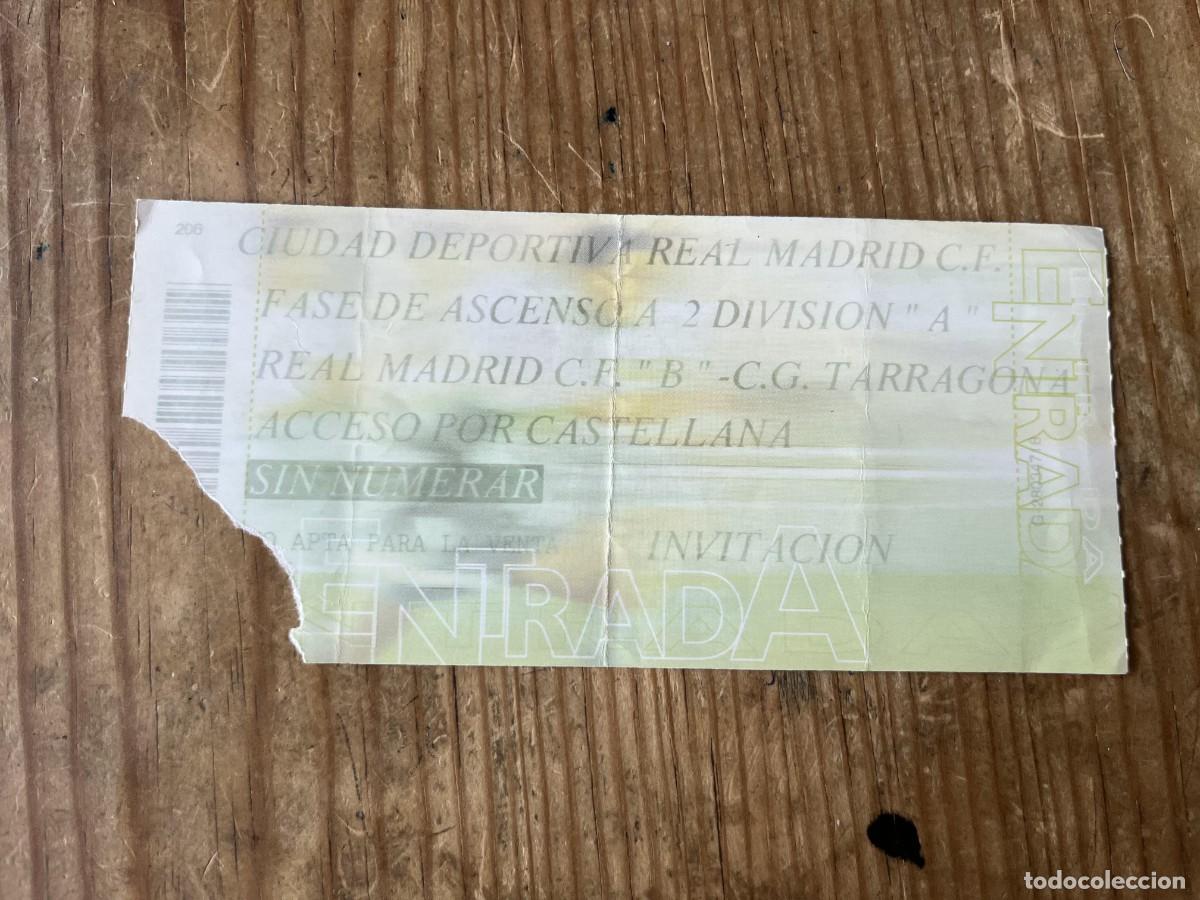 206
CIUDAD DEPORTIVA REAL MADRID C.F.
FASE DE ASCENSO A 2 DIVISION " A "
REAL MADRID C.F. " B " -C.G. TARRAGONA
ACCESO POR CASTELLANA
SIN NUMERAR
O APTA PARA LA VENTA INVITACION
ENTRADA
ENTRADA
ENTRADA
todocoleccion